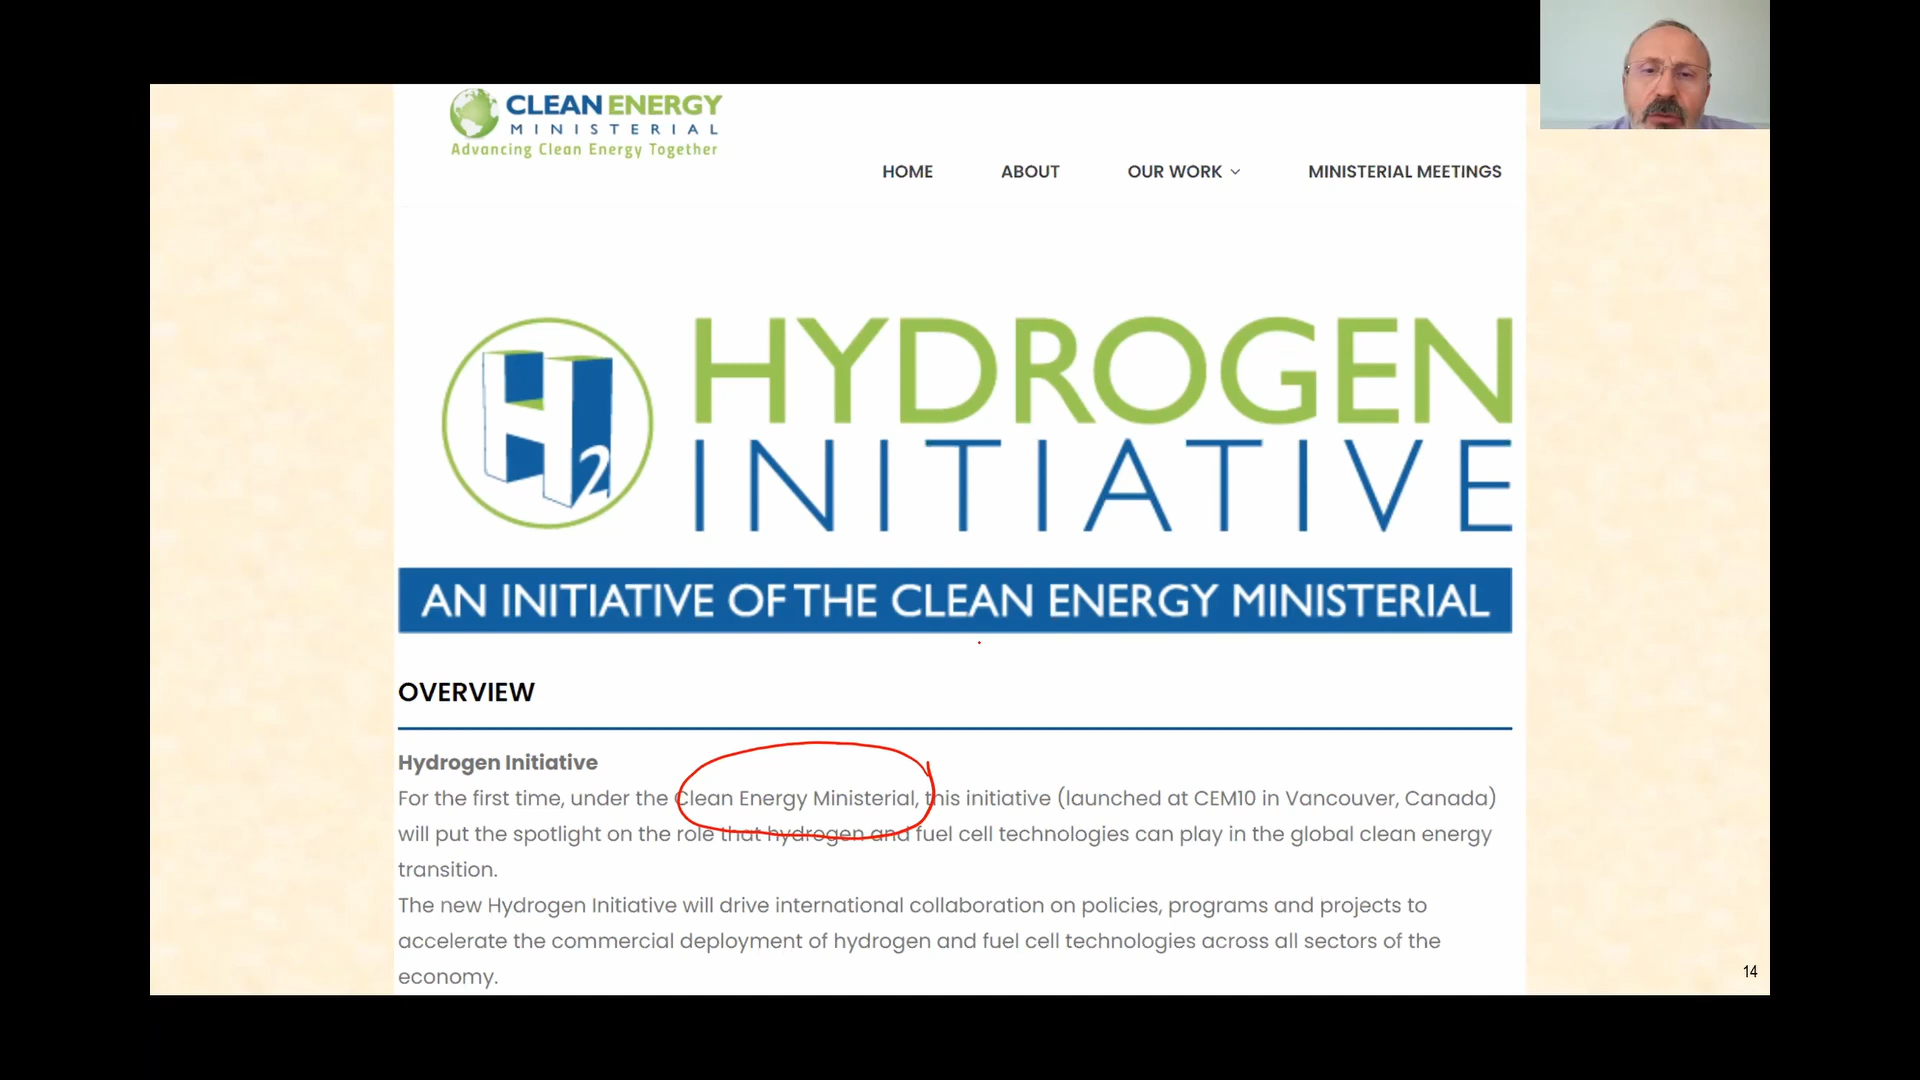 CLEAN ENERGY
MINISTERIAL
Advancing Clean Energy Together
HOME ABOUT OUR WORK MINISTERIAL MEETINGS
H2
HYDROGEN
INITIATIVE
AN INITIATIVE OF THE CLEAN ENERGY MINISTERIAL
OVERVIEW
Hydrogen Initiative
For the first time, under the Clean Energy Ministerial, this initiative (launched at CEM10 in Vancouver, Canada)
will put the spotlight on the role that hydrogen and fuel cell technologies can play in the global clean energy
transition.
The new Hydrogen Initiative will drive international collaboration on policies, programs and projects to
accelerate the commercial deployment of hydrogen and fuel cell technologies across all sectors of the
economy.
14